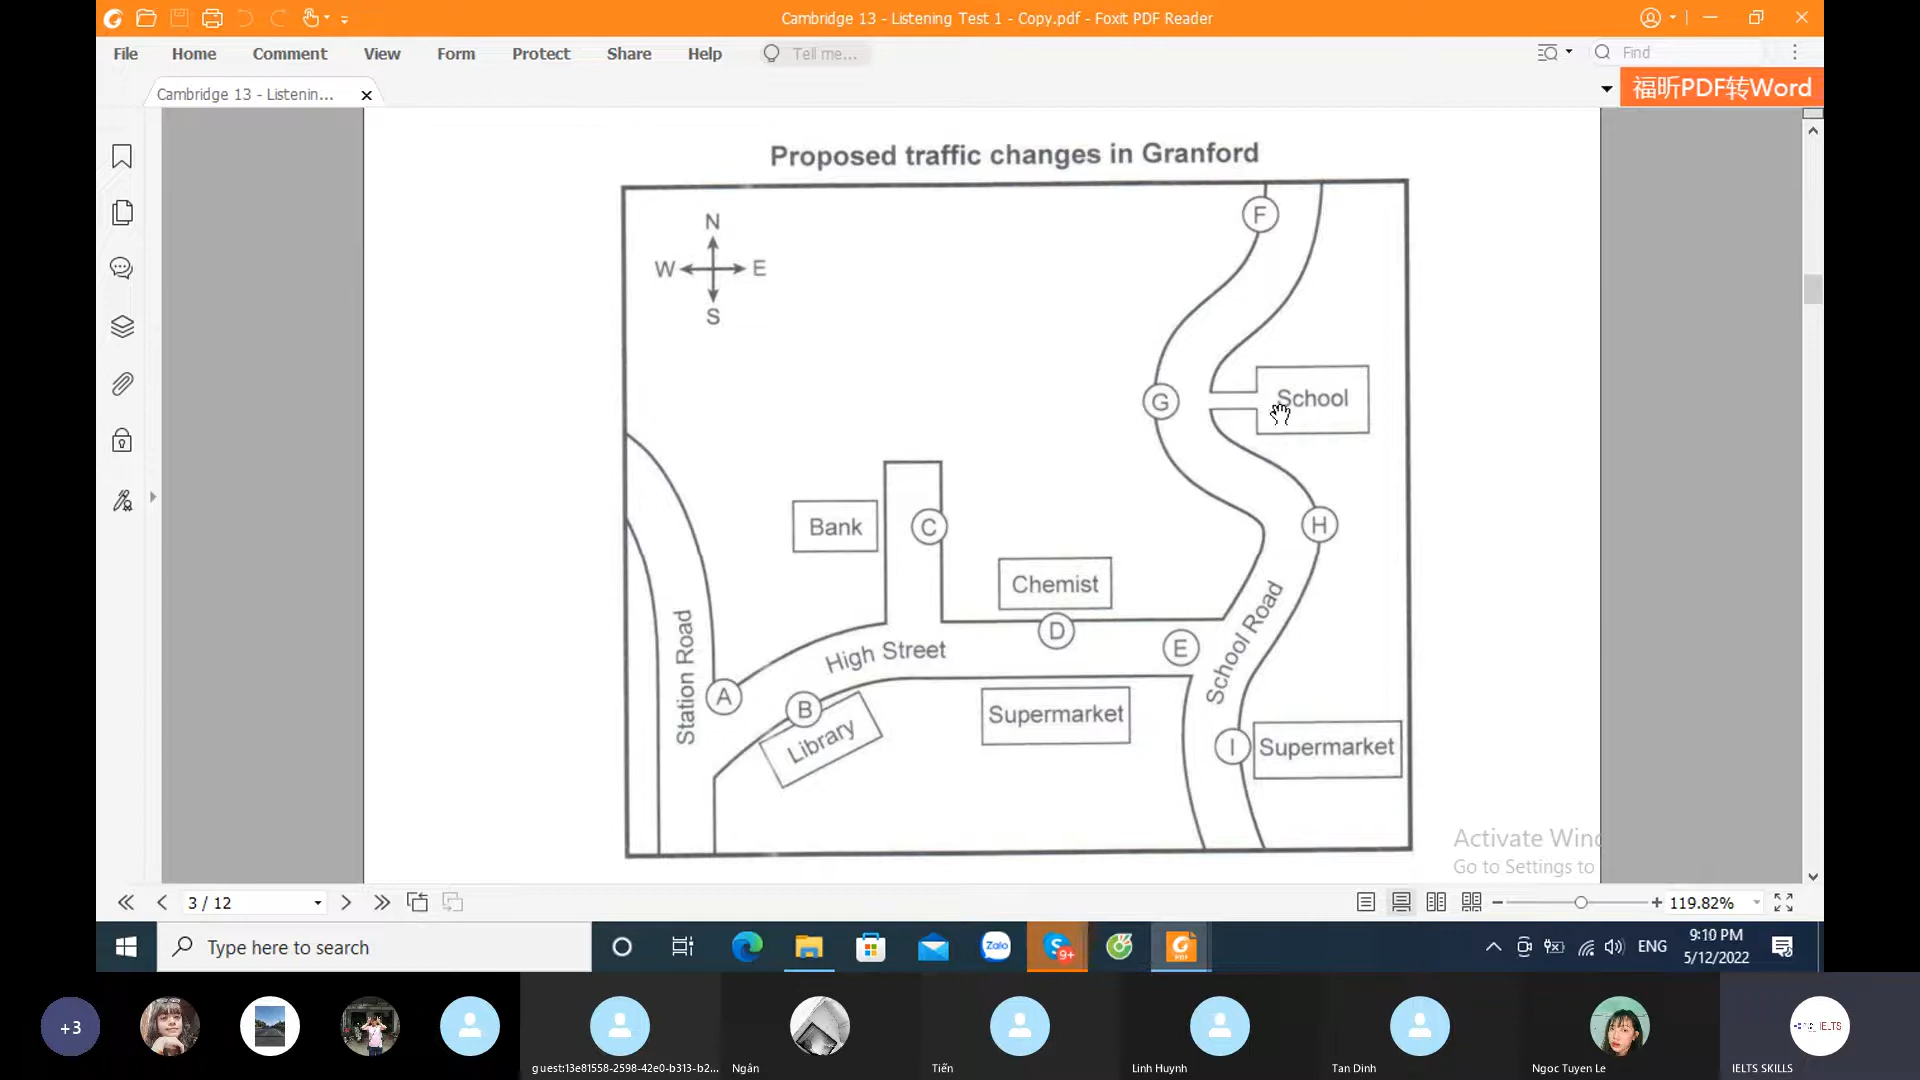 Cambridge 13 - Listening Test 1 - Copy.pdf - Foxit PDF Reader
File Home Comment View Form Protect Share Help Tell me... Find
Cambridge 13 - Listenin...
福昕PDF转Word
Proposed traffic changes in Granford
N
W E
S
F
School
G
Bank
C
H
Chemist
D
E
High Street
Station Road
School Road
A
B
Library
Supermarket
I
Supermarket
Activate Winc
Go to Settings to
3 / 12
119.82%
Type here to search
Zalo
9+
ENG
9:10 PM
5/12/2022
+3
guest:13e81558-2598-42e0-b313-b2...
Ngân
Tiến
Linh Huynh
Tan Dinh
Ngoc Tuyen Le
IELTS SKILLS